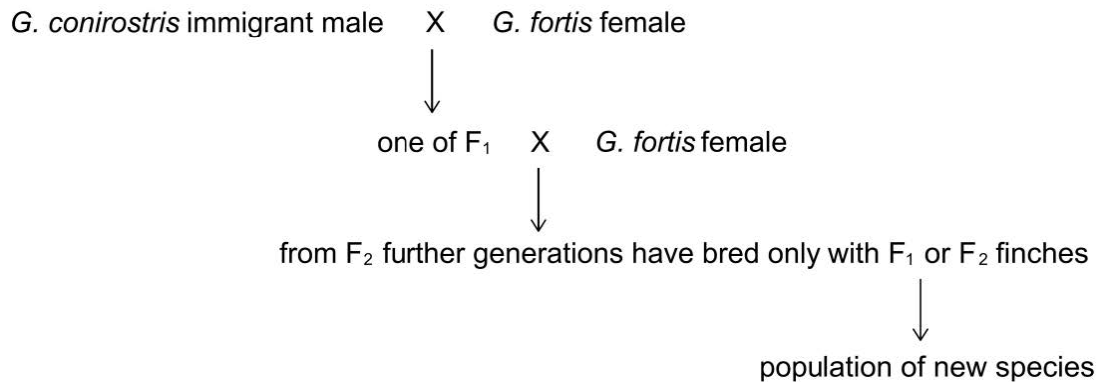 G. conirostris immigrant male X G. fortis female
one of F₁ X G. fortis female
from F₂ further generations have bred only with F₁ or F₂ finches
population of new species